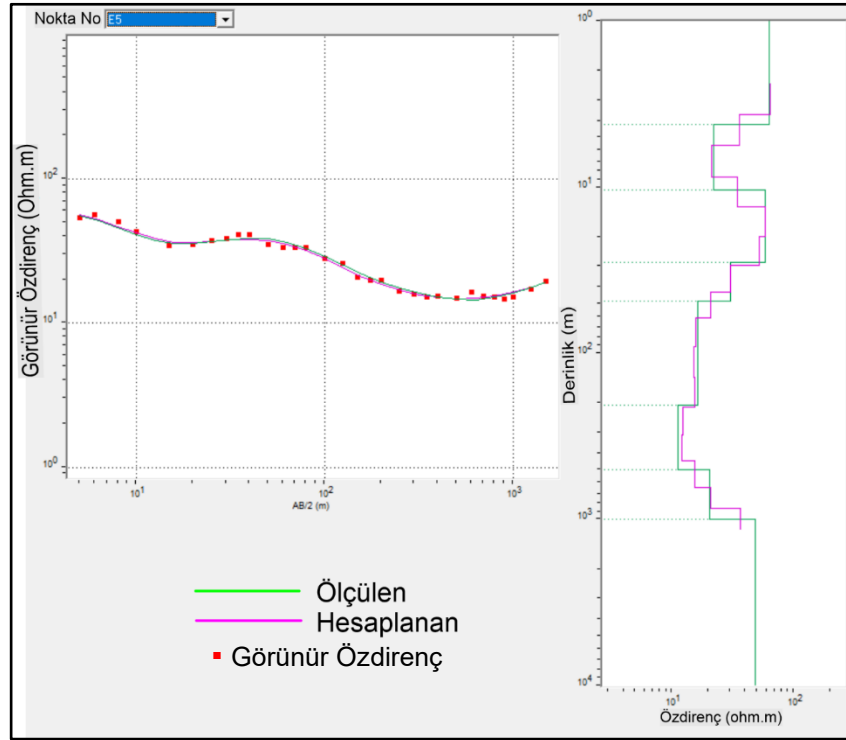 Nokta No E5
Görünür Özdirenç (Ohm.m)
10²
10¹
10⁰
10¹
10²
10³
AB/2 (m)
Ölçülen
Hesaplanan
Görünür Özdirenç
Derinlik (m)
10⁰
10¹
10²
10³
10⁴
10¹
10²
Özdirenç (ohm.m)